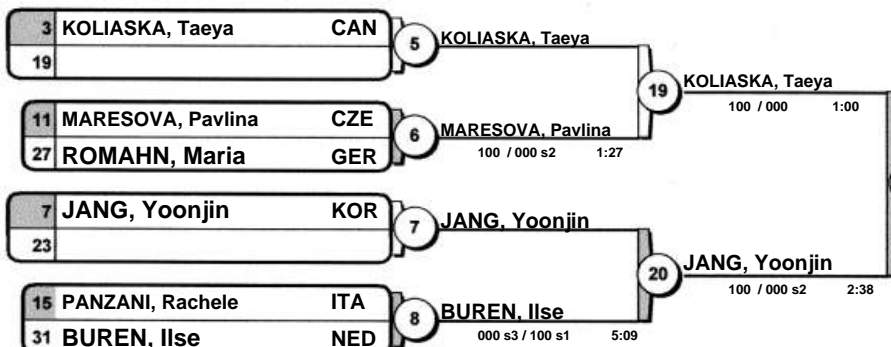 3 KOLIASKA, Taeya CAN
19
5 KOLIASKA, Taeya
11 MARESOVA, Pavlina CZE
27 ROMAHN, Maria GER
6 MARESOVA, Pavlina
100 / 000 s2 1:27
19 KOLIASKA, Taeya
100 / 000 1:00
7 JANG, Yoonjin KOR
23
7 JANG, Yoonjin
15 PANZANI, Rachele ITA
31 BUREN, Ilse NED
8 BUREN, Ilse
000 s3 / 100 s1 5:09
20 JANG, Yoonjin
100 / 000 s2 2:38